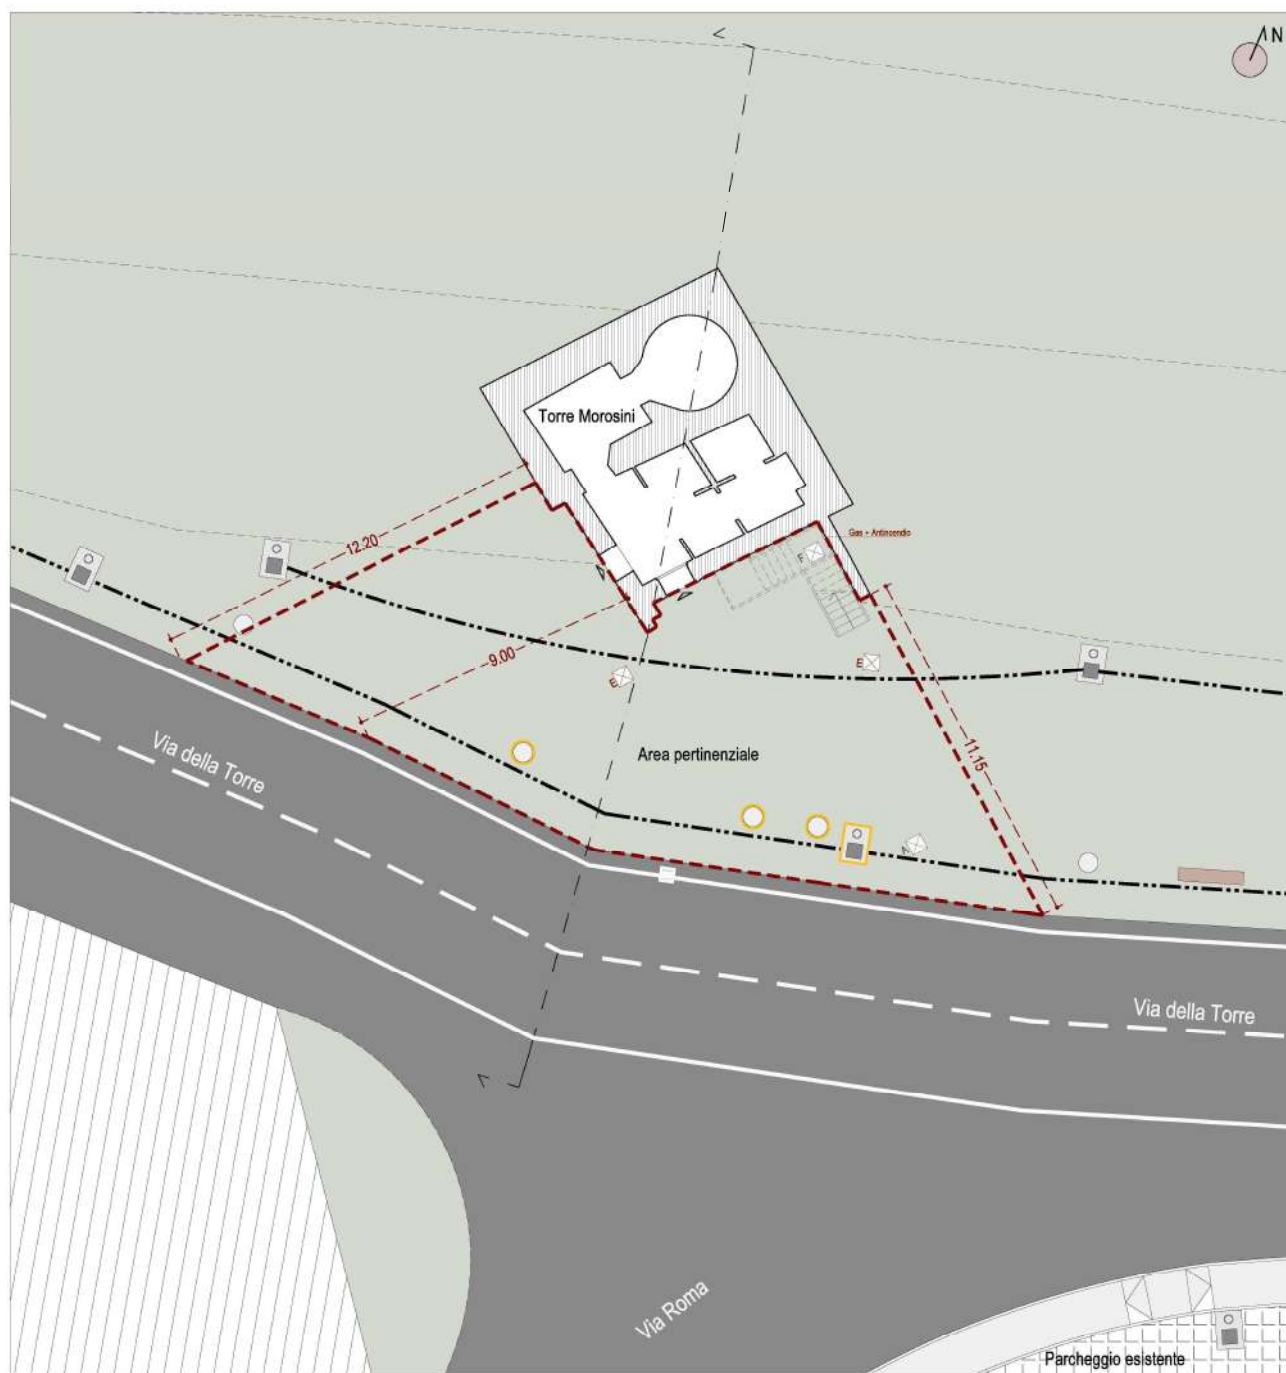 N
Torre Morosini
Gas + Antincendio
F
12.20
9.00
E
E
11.15
Via della Torre
Area pertinenziale
A
Via della Torre
Via Roma
Parcheggio esistente